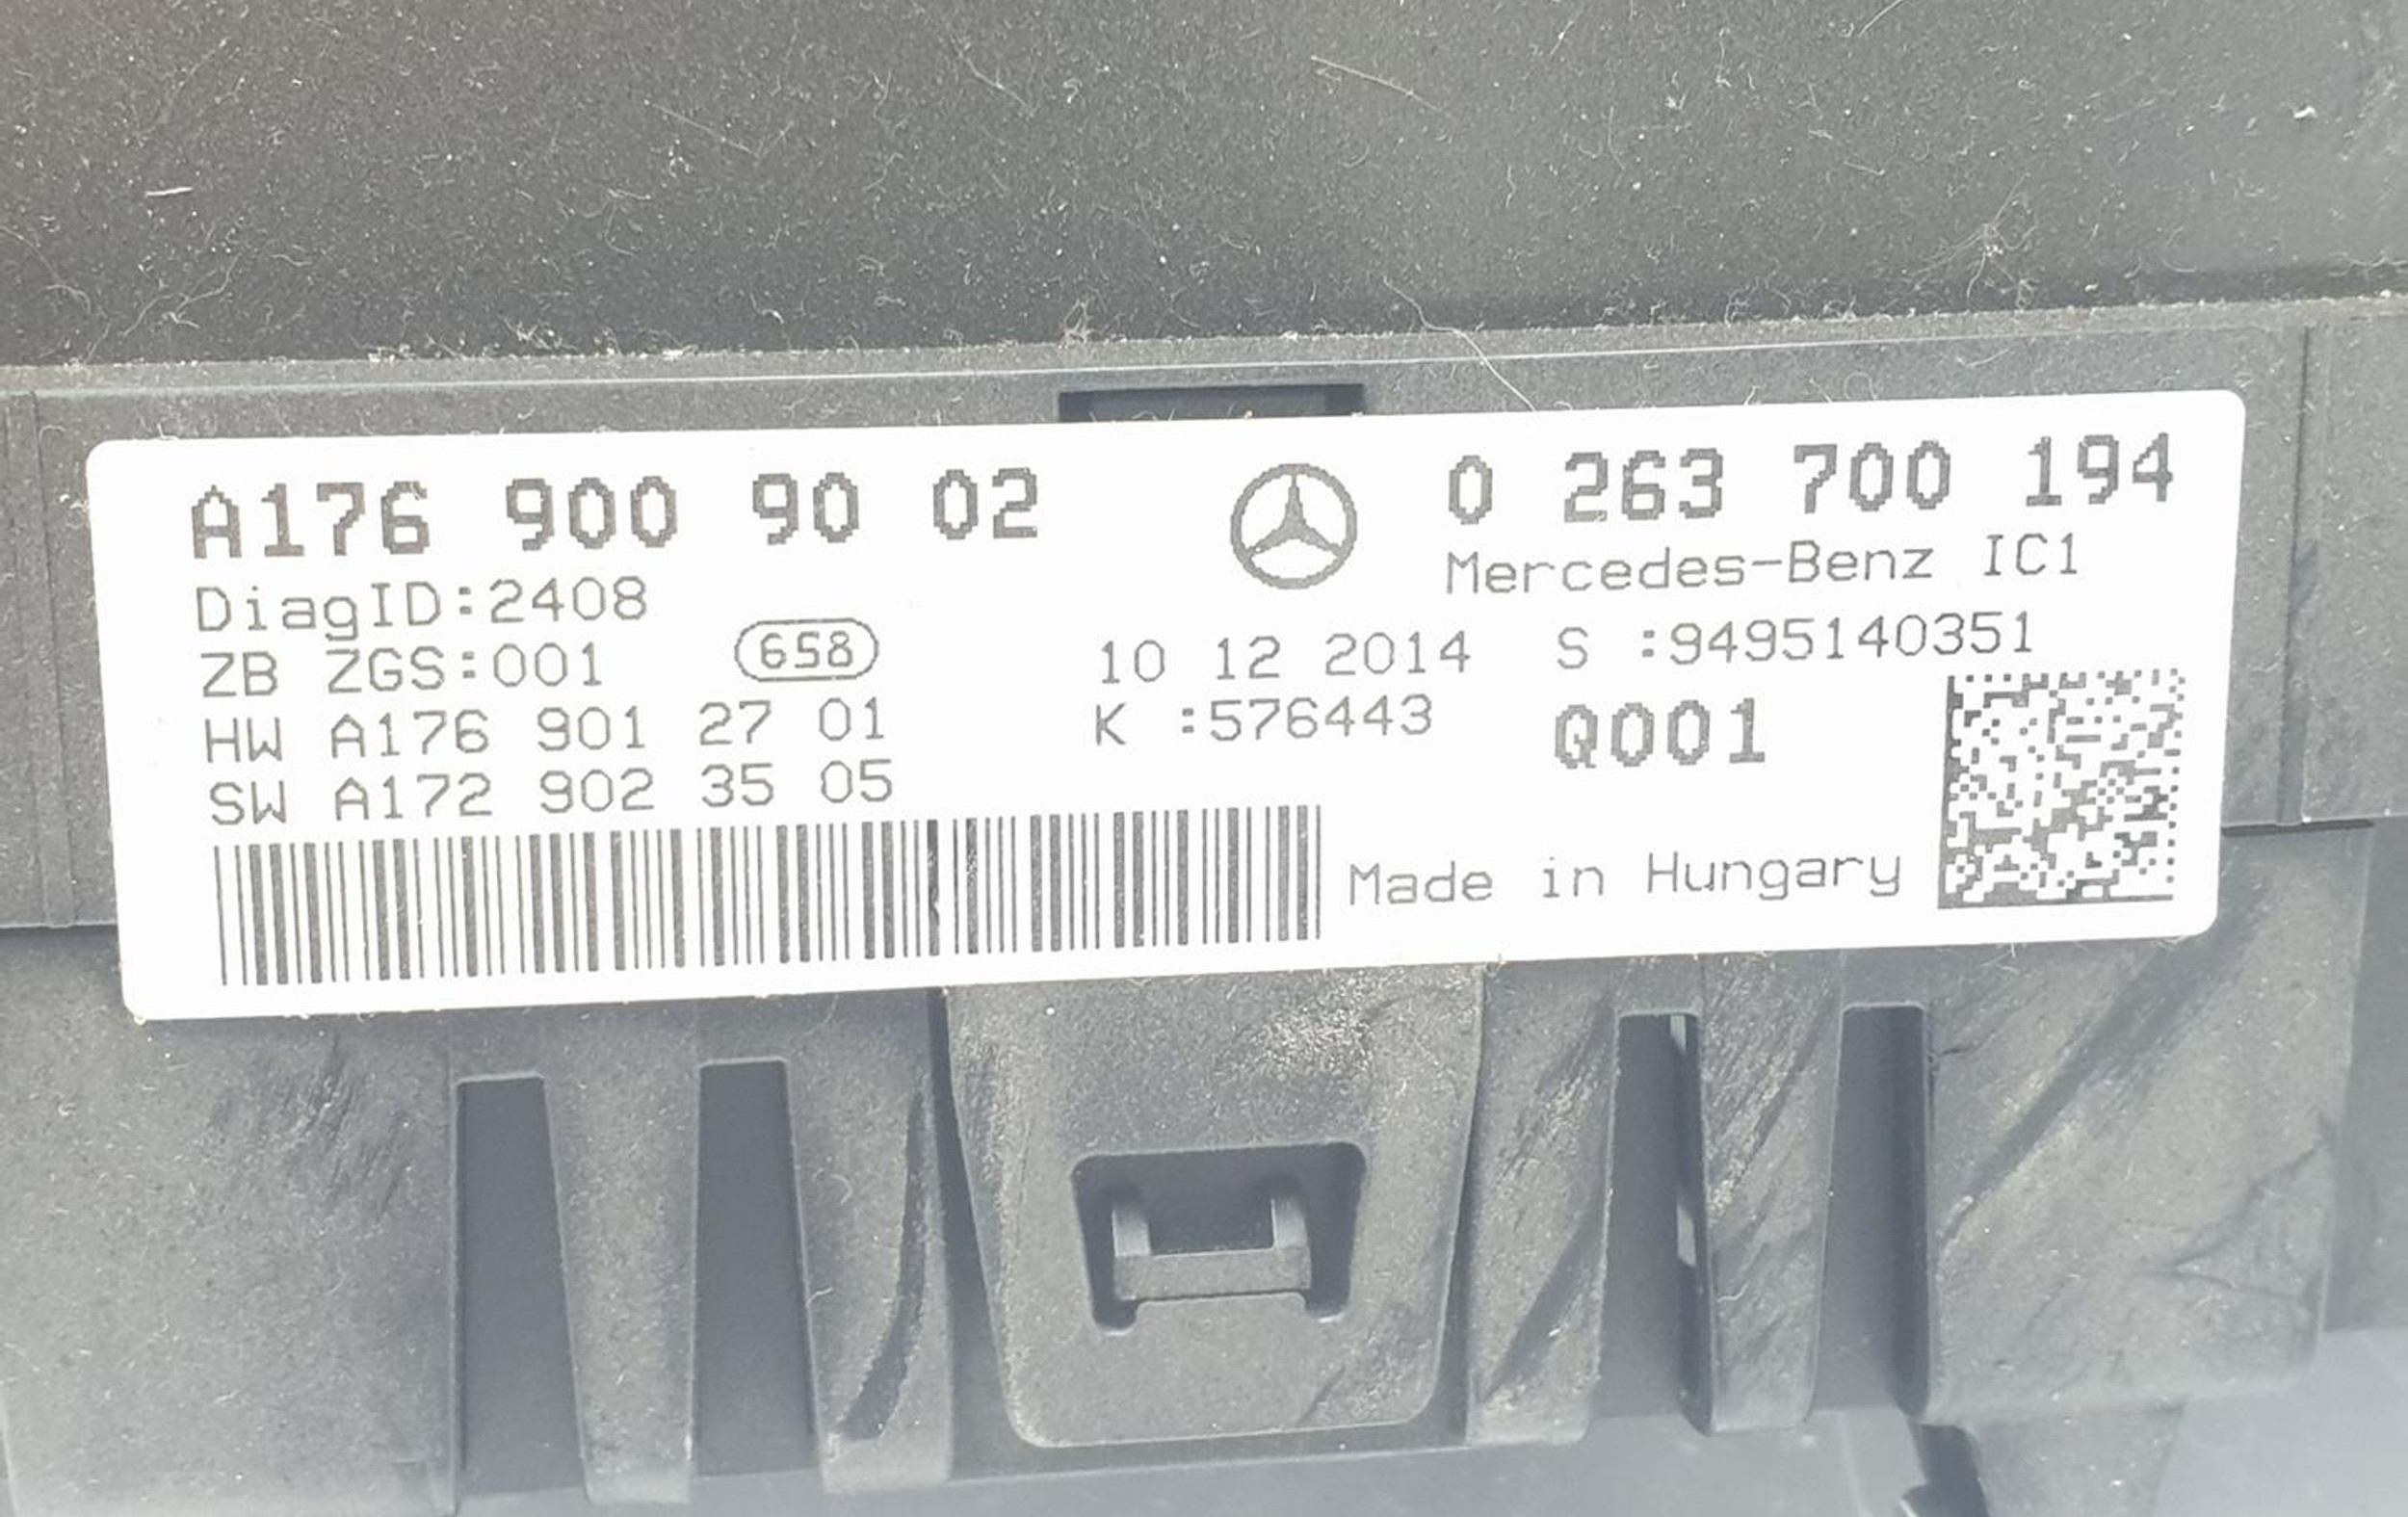 A176 900 90 02
DiagID:2408
ZB ZGS:001
658
HW A176 901 27 01
SW A172 902 35 05
10 12 2014
K :576443
0 263 700 194
Mercedes-Benz IC1
S :9495140351
Q001
Made in Hungary